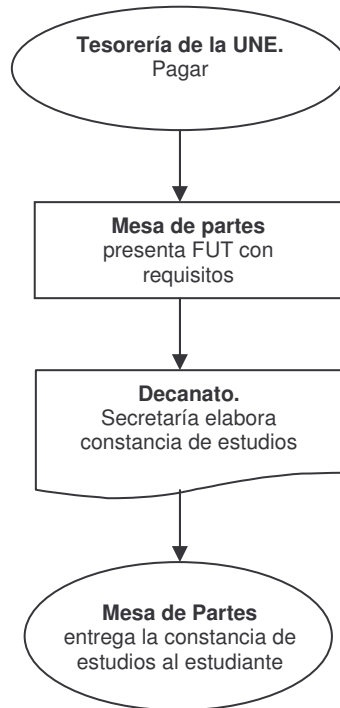 Tesorería de la UNE.
Pagar
Mesa de partes
presenta FUT con
requisitos
Decanato.
Secretaría elabora
constancia de estudios
Mesa de Partes
entrega la constancia de
estudios al estudiante